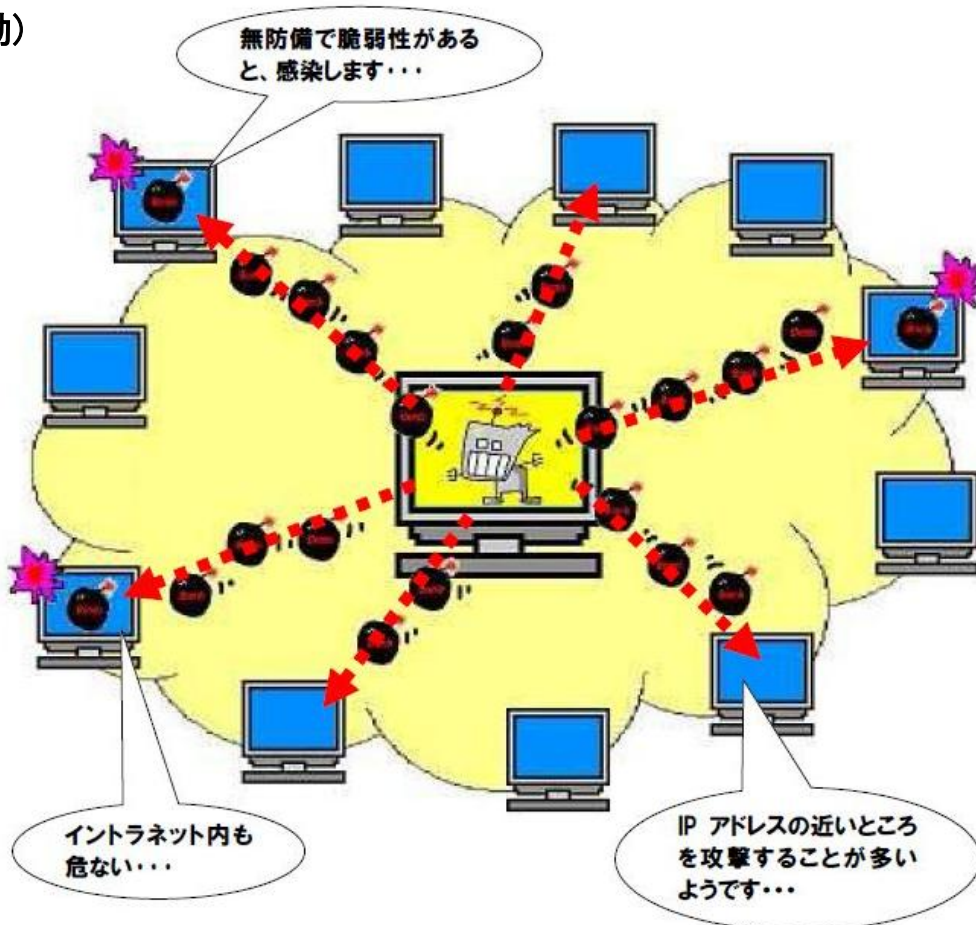 動）
無防備で脆弱性がある
と、感染します・・・
イントラネット内も
危ない・・・
IP アドレスの近いところ
を攻撃することが多い
ようです・・・